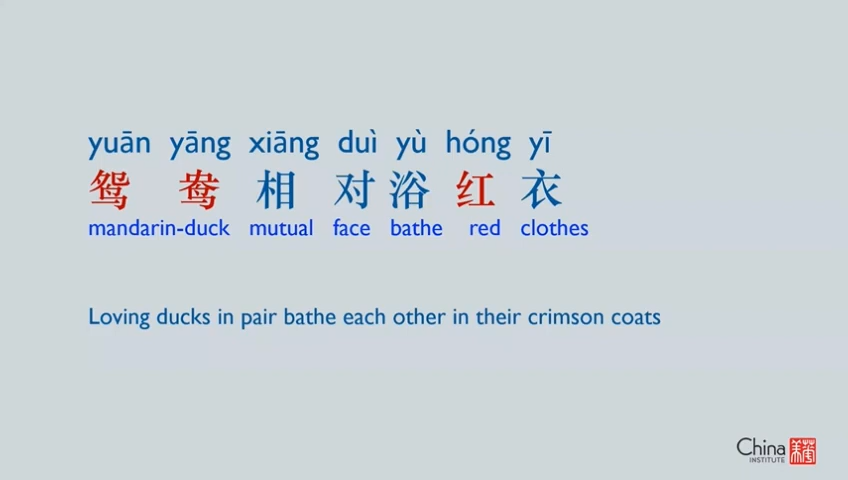 yuān yāng xiāng duì yù hóng yī
鸳 鸯 相 对 浴 红 衣
mandarin-duck mutual face bathe red clothes
Loving ducks in pair bathe each other in their crimson coats
China
INSTITUTE